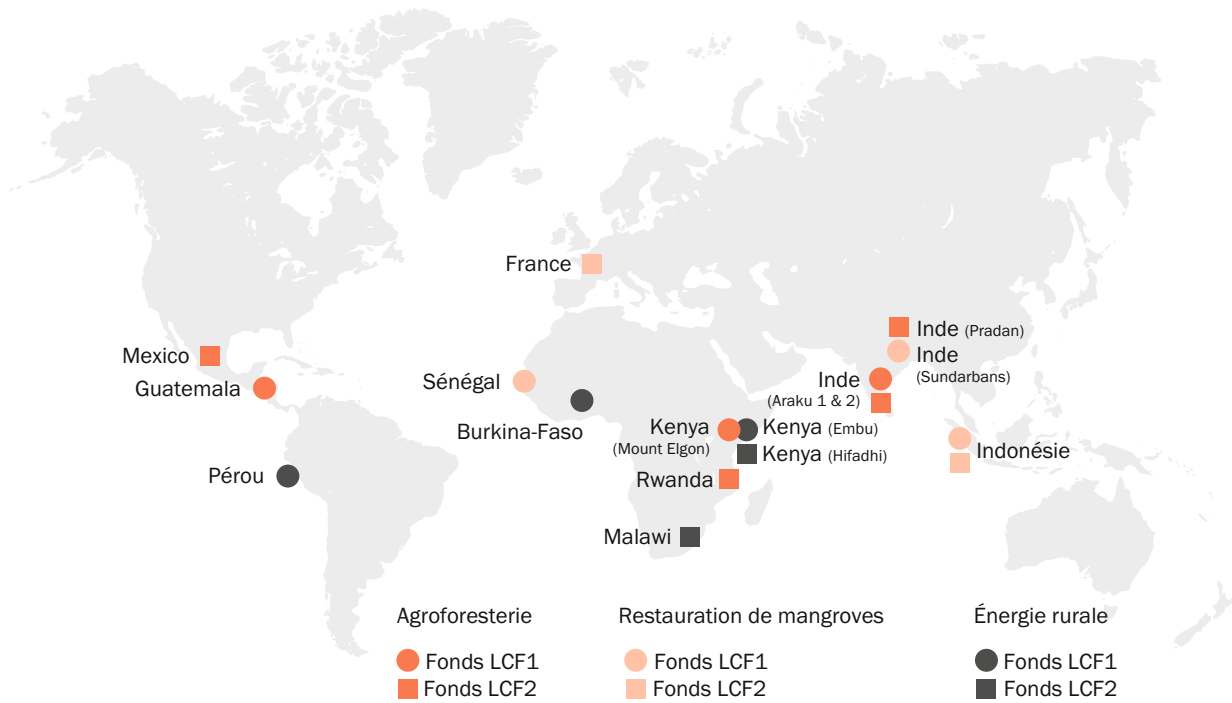 France
Inde (Pradan)
Mexico
Inde
(Sundarbans)
Guatemala
Sénégal
Inde
(Araku 1 & 2)
Burkina-Faso
Kenya
(Mount Elgon)
Kenya (Embu)
Kenya (Hifadhi)
Indonésie
Pérou
Rwanda
Malawi
Agroforesterie
Fonds LCF1
Fonds LCF2
Restauration de mangroves
Fonds LCF1
Fonds LCF2
Énergie rurale
Fonds LCF1
Fonds LCF2